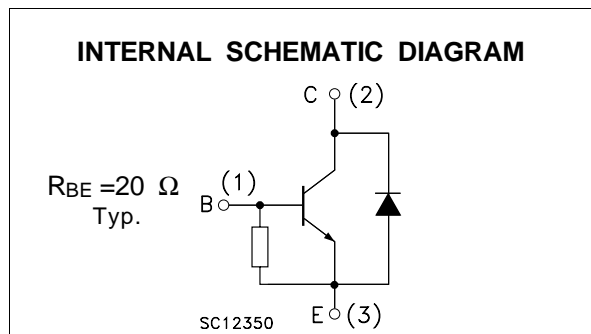 INTERNAL SCHEMATIC DIAGRAM
C (2)
RBE =20 Ω
Typ.
(1)
B
E (3)
SC12350